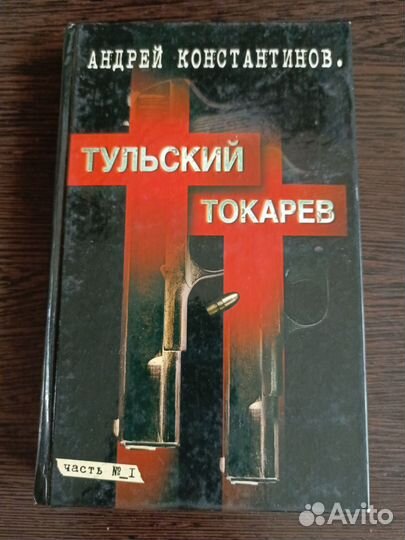 АНДРЕЙ КОНСТАНТИНОВ.
ТУЛЬСКИЙ
ТОКАРЕВ
часть №_I
Avito